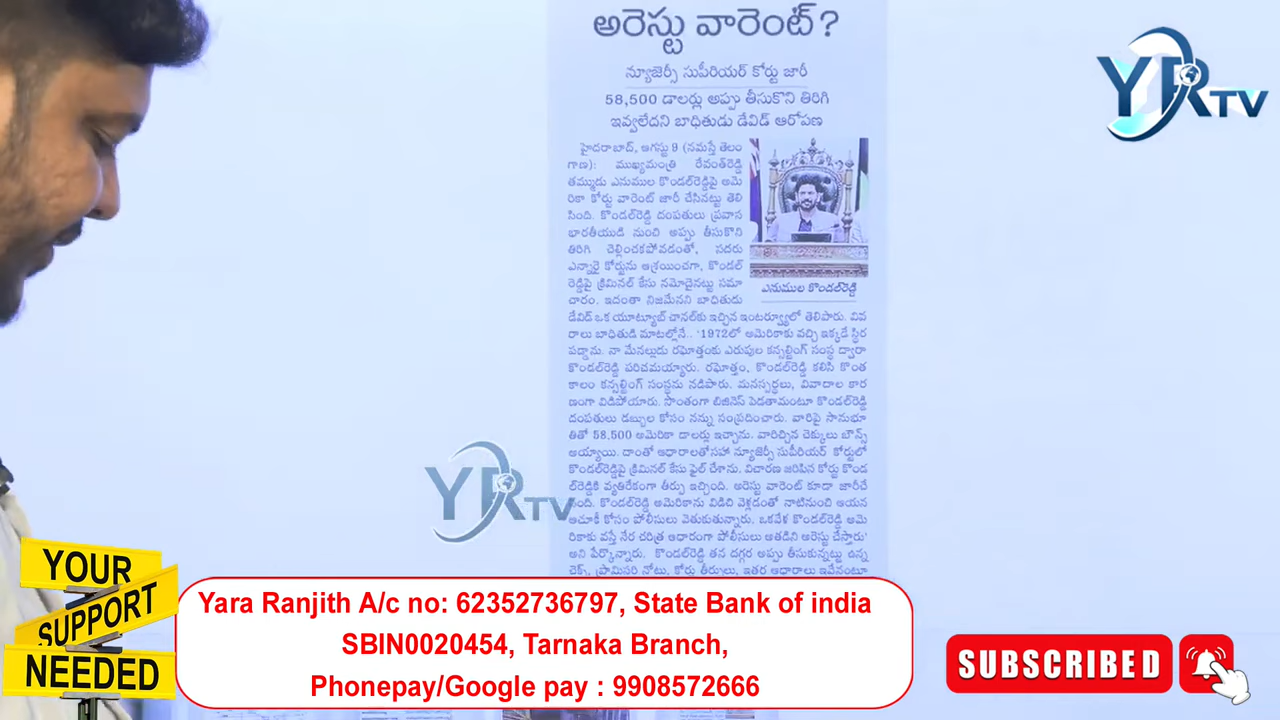 అరెస్టు వారెంట్?
న్యూజెర్సీ సుపీరియర్ కోర్టు జారీ
58,500 డాలర్లు అప్పు తీసుకొని తిరిగి
ఇవ్వలేదని బాధితుడు డేవిడ్ ఆరోపణ
హైదరాబాద్, ఆగస్టు 9 (నమస్తే తెలం
గాణ): ముఖ్యమంత్రి రేవంత్‌రెడ్డి
తమ్ముడు ఎనుముల కొండల్‌రెడ్డిపై అమె
రికా కోర్టు వారెంట్ జారీ చేసినట్టు తెలి
సింది. కొండల్‌రెడ్డి దంపతులు ప్రవాస
భారతీయుడి నుంచి అప్పు తీసుకొని
తిరిగి చెల్లించకపోవడంతో, సదరు
ఎన్నారై కోర్టును ఆశ్రయించగా, కొండల్
రెడ్డిపై క్రిమినల్ కేసు నమోదైనట్టు సమా
చారం. ఇదంతా నిజమేనని బాధితుడు
ఎనుముల కొండల్‌రెడ్డి
డేవిడ్ ఒక యూట్యూబ్ చానల్‌కు ఇచ్చిన ఇంటర్వ్యూలో తెలిపారు. వివ
రాలు బాధితుడి మాటల్లోనే.. '1972లో అమెరికాకు వచ్చి ఇక్కడే స్థిర
పడ్డాను. నా మేనల్లుడు రఘోత్తంకు ఎరుపుల కన్సల్టింగ్ సంస్థ ద్వారా
కొండల్‌రెడ్డి పరిచమయ్యారు. రఘోత్తం, కొండల్‌రెడ్డి కలిసి కొంత
కాలం కన్సల్టింగ్ సంస్థను నడిపారు. మనస్పర్ధలు, వివాదాల కార
ణంగా విడిపోయారు. సొంతంగా బిజినెస్ పెడతామంటూ కొండల్‌రెడ్డి
దంపతులు డబ్బుల కోసం నన్ను సంప్రదించారు. వారిపై సానుభూ
తితో 58,500 అమెరికా డాలర్లు ఇచ్చాను. వారిచ్చిన చెక్కులు బౌన్స్
అయ్యాయి. దాంతో ఆధారాలతోసహా న్యూజెర్సీ సుపీరియర్ కోర్టులో
కొండల్‌రెడ్డిపై క్రిమినల్ కేసు ఫైల్ చేశాను. విచారణ జరిపిన కోర్టు కొండ
ల్‌రెడ్డికి వ్యతిరేకంగా తీర్పు ఇచ్చింది. అరెస్టు వారెంట్ కూడా జారీచే
సింది. కొండల్‌రెడ్డి అమెరికాను విడిచి వెళ్లడంతో నాటినుంచి ఆయన
ఆచూకీ కోసం పోలీసులు వెతుకుతున్నారు. ఒకవేళ కొండల్‌రెడ్డి అమె
రికాకు వస్తే నేర చరిత్ర ఆధారంగా పోలీసులు అతడిని అరెస్టు చేస్తారు'
అని పేర్కొన్నారు. కొండల్‌రెడ్డి తన దగ్గర అప్పు తీసుకున్నట్టు ఉన్న
చెక్స్, ప్రామిసరి నోటు, కోర్టు తీర్పులు, ఇతర ఆధారాలు ఇవేనంటూ
YR TV
YR TV
YOUR
SUPPORT
NEEDED
Yara Ranjith A/c no: 62352736797, State Bank of india
SBIN0020454, Tarnaka Branch,
Phonepay/Google pay : 9908572666
SUBSCRIBED